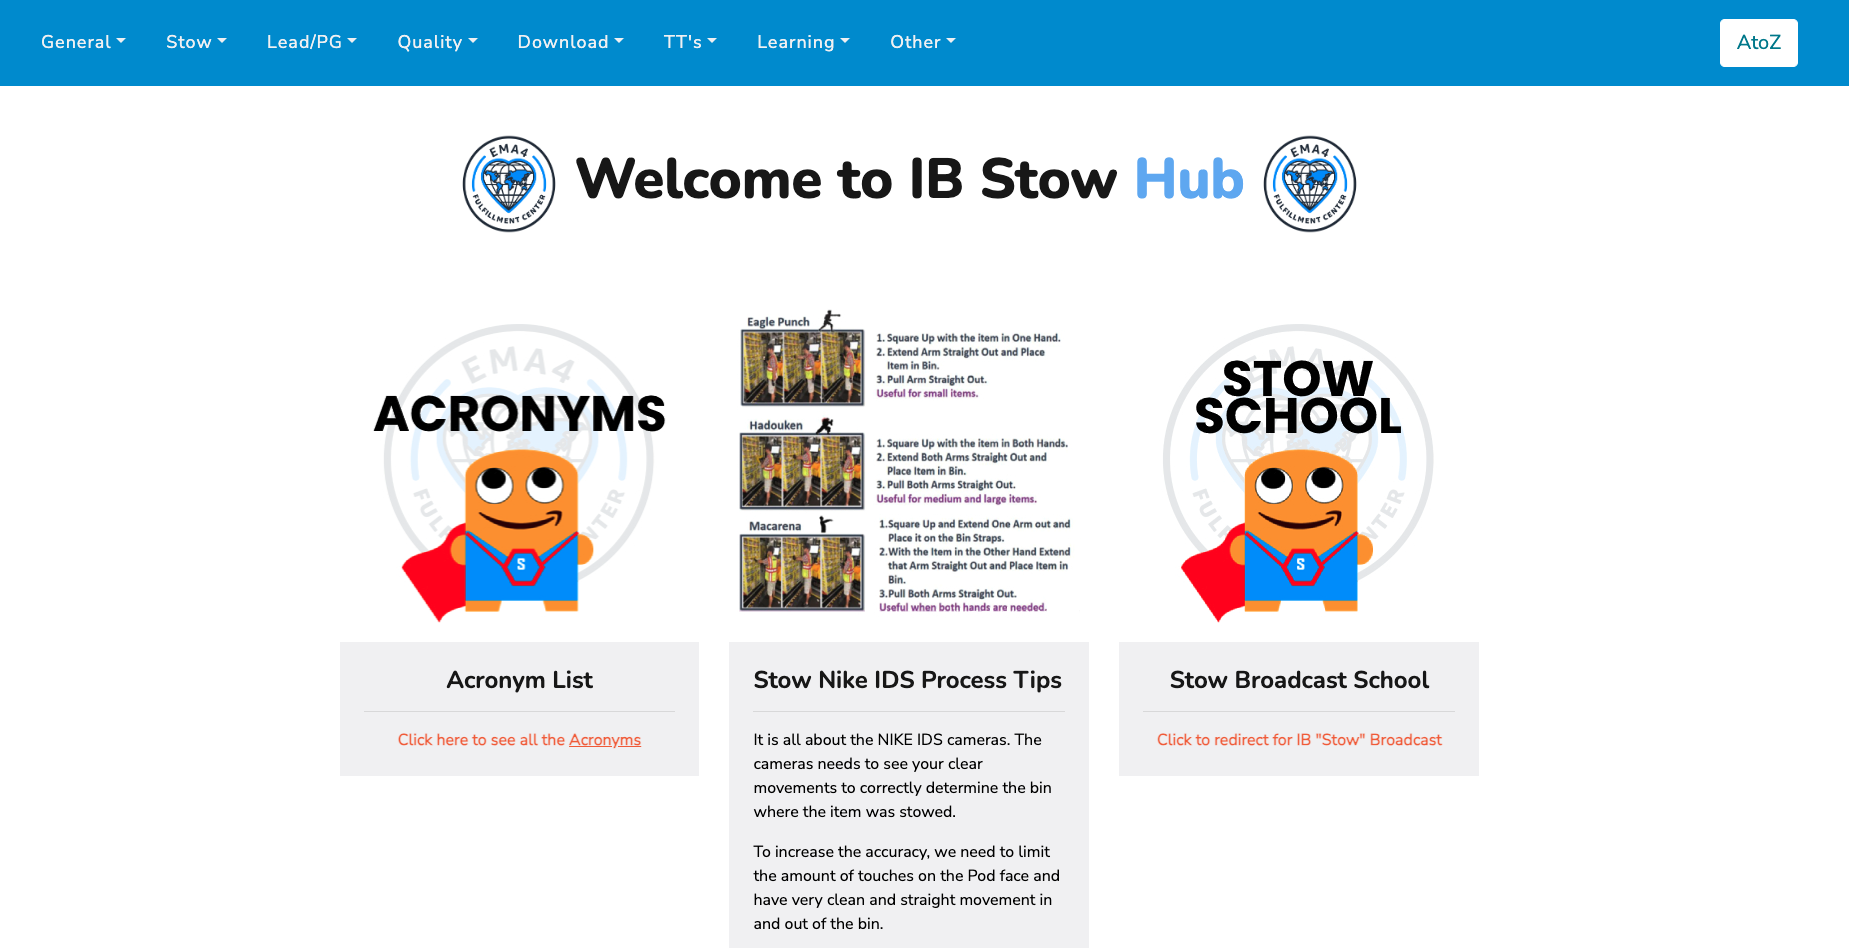 General Stow Lead/PG Quality Download TT's Learning Other AtoZ
EMA4
FULFILLMENT CENTER
Welcome to IB Stow Hub
EMA4
FULFILLMENT CENTER
EMA4
ACRONYMS
S
Eagle Punch
1. Square Up with the item in One Hand.
2. Extend Arm Straight Out and Place
Item in Bin.
3. Pull Arm Straight Out.
Useful for small items.
Hadouken
1. Square Up with the item in Both Hands.
2. Extend Both Arms Straight Out and
Place Item in Bin.
3. Pull Both Arms Straight Out.
Useful for medium and large items.
Macarena
1.Square Up and Extend One Arm out and
Place it on the Bin Straps.
2.With the Item in the Other Hand Extend
that Arm Straight Out and Place Item in
Bin.
3.Pull Both Arms Straight Out.
Useful when both hands are needed.
EMA4
STOW
SCHOOL
S
Acronym List
Click here to see all the Acronyms
Stow Nike IDS Process Tips
It is all about the NIKE IDS cameras. The
cameras needs to see your clear
movements to correctly determine the bin
where the item was stowed.
To increase the accuracy, we need to limit
the amount of touches on the Pod face and
have very clean and straight movement in
and out of the bin.
Stow Broadcast School
Click to redirect for IB "Stow" Broadcast